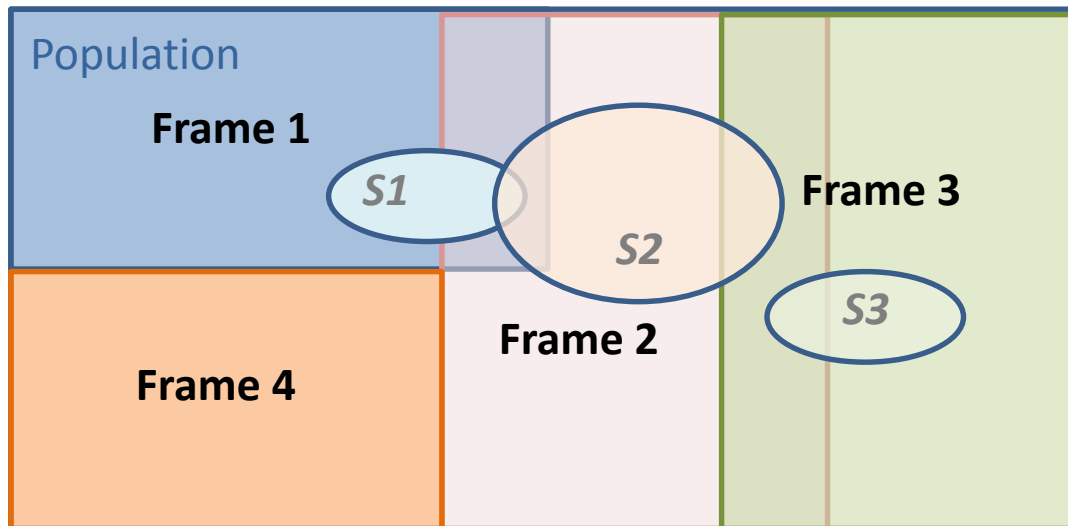 Population
Frame 1
S1
Frame 3
S2
S3
Frame 2
Frame 4